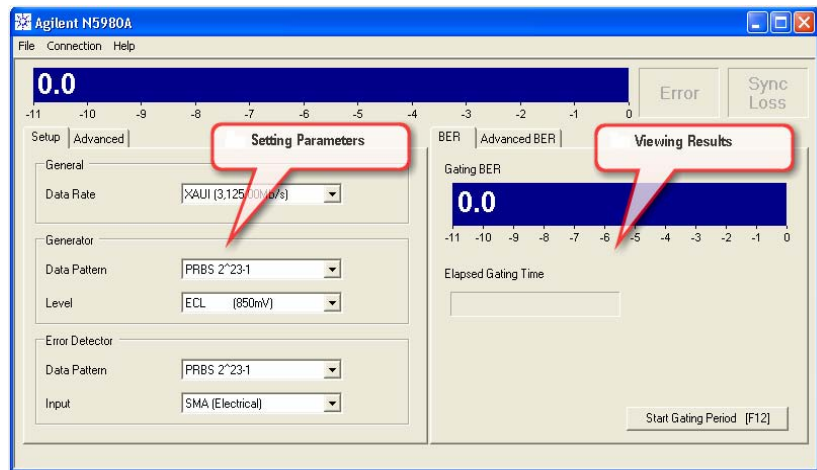 Agilent N5980A
File Connection Help
0.0
Error
Sync
Loss
-11 -10 -9 -8 -7 -6 -5 -4 -3 -2 -1 0
Setup Advanced
Setting Parameters
General
Data Rate XAUI (3,125.00Mb/s)
Generator
Data Pattern PRBS 2^23-1
Level ECL (850mV)
Error Detector
Data Pattern PRBS 2^23-1
Input SMA (Electrical)
BER Advanced BER
Viewing Results
Gating BER
0.0
-11 -10 -9 -8 -7 -6 -5 -4 -3 -2 -1 0
Elapsed Gating Time
Start Gating Period [F12]